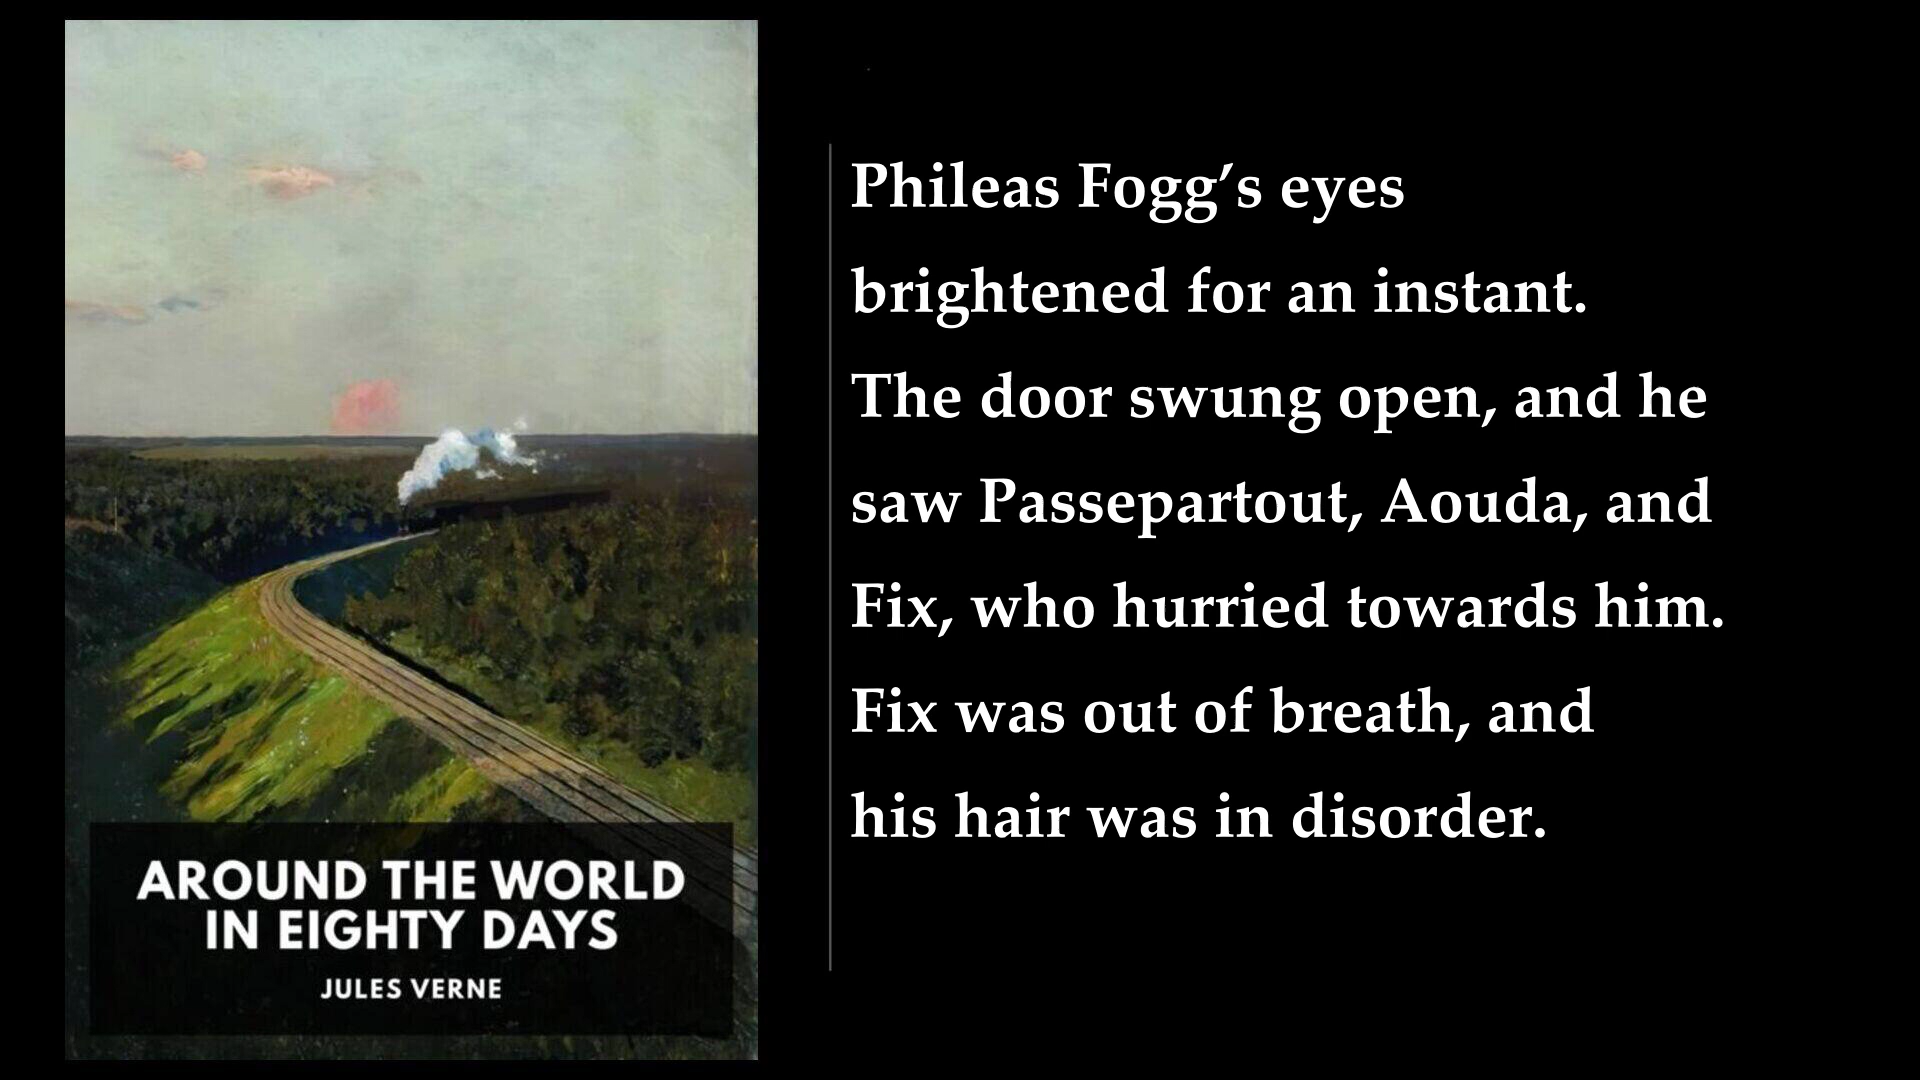 AROUND THE WORLD
IN EIGHTY DAYS
JULES VERNE
Phileas Fogg’s eyes
brightened for an instant.
The door swung open, and he
saw Passepartout, Aouda, and
Fix, who hurried towards him.
Fix was out of breath, and
his hair was in disorder.